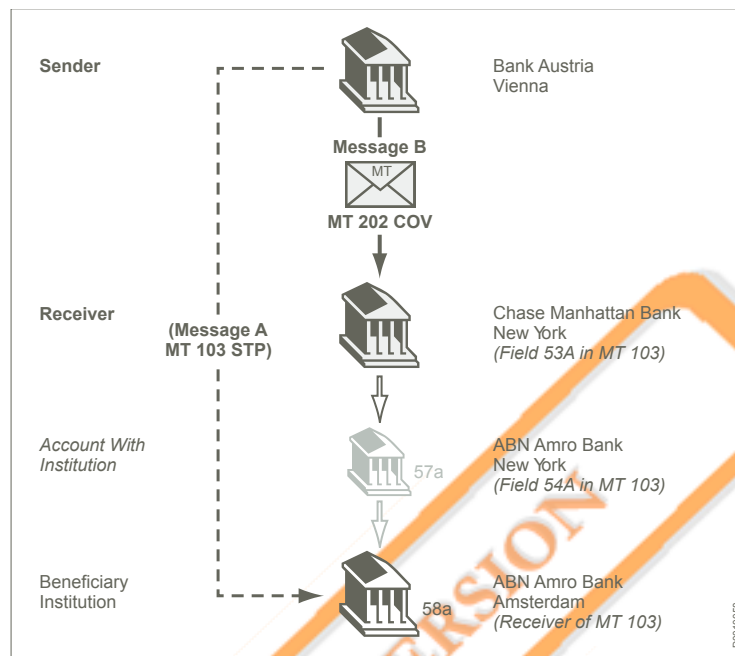 Sender
Bank Austria
Vienna
Message B
MT
MT 202 COV
Receiver
(Message A
MT 103 STP)
Chase Manhattan Bank
New York
(Field 53A in MT 103)
Account With
Institution
57a
ABN Amro Bank
New York
(Field 54A in MT 103)
Beneficiary
Institution
58a
ABN Amro Bank
Amsterdam
(Receiver of MT 103)
VERSION